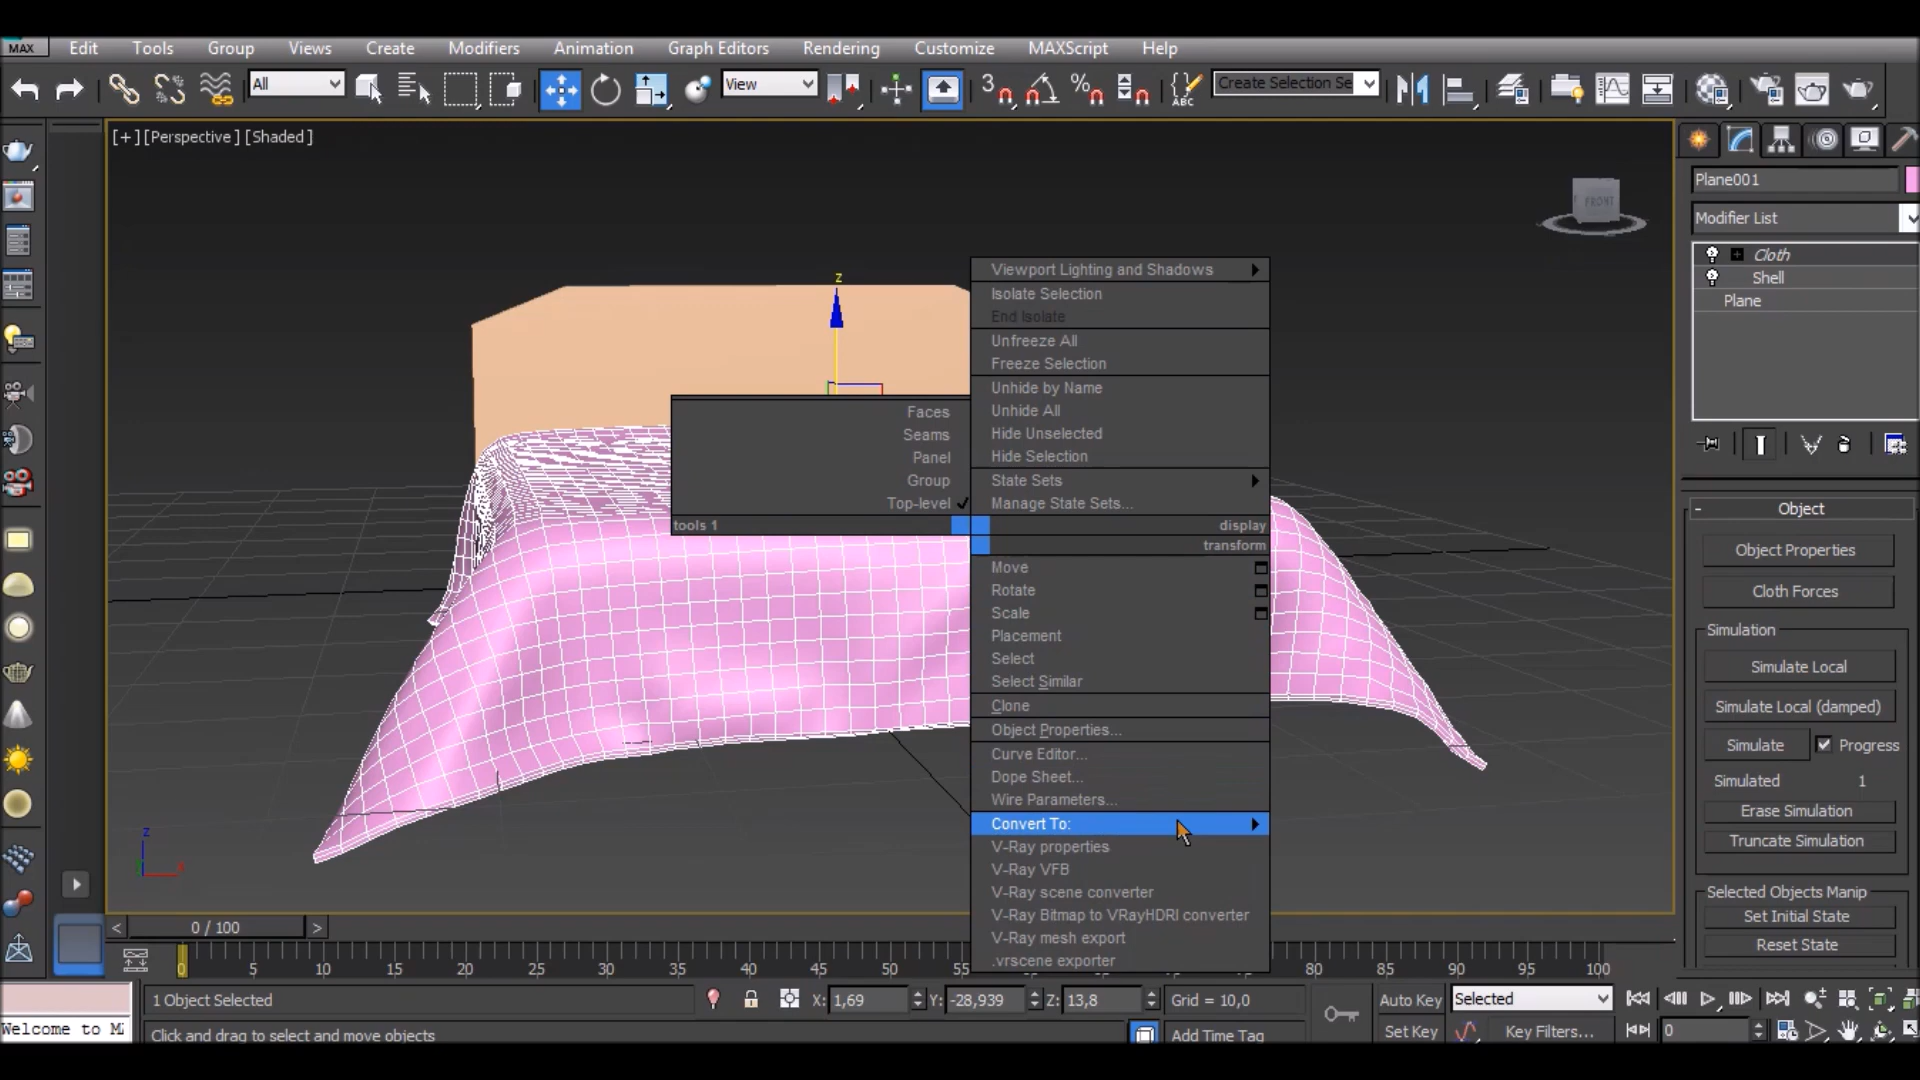 MAX Edit Tools Group Views Create Modifiers Animation Graph Editors Rendering Customize MAXScript Help
All View 3 % ABC Create Selection Se
[+] [Perspective] [Shaded]
FRONT
Plane001
Modifier List
Cloth
Shell
Plane
z
Viewport Lighting and Shadows
Isolate Selection
End Isolate
Unfreeze All
Freeze Selection
Unhide by Name
Unhide All
Hide Unselected
Hide Selection
State Sets
Manage State Sets...
Faces
Seams
Panel
Group
Top-level
tools 1 display
transform
Move
Rotate
Scale
Placement
Select
Select Similar
Clone
Object Properties...
Curve Editor...
Dope Sheet...
Wire Parameters...
Convert To:
V-Ray properties
V-Ray VFB
V-Ray scene converter
V-Ray Bitmap to VRayHDRI converter
V-Ray mesh export
.vrscene exporter
- Object
Object Properties
Cloth Forces
Simulation
Simulate Local
Simulate Local (damped)
Simulate Progress
Simulated 1
Erase Simulation
Truncate Simulation
Selected Objects Manip
Set Initial State
Reset State
z
x
< 0 / 100 >
0 5 10 15 20 25 30 35 40 45 50 55 80 85 90 95 100
1 Object Selected X: 1,69 Y: -28,939 Z: 13,8 Grid = 10,0 Auto Key Selected
Welcome to Click and drag to select and move objects Add Time Tag Set Key Key Filters... 0